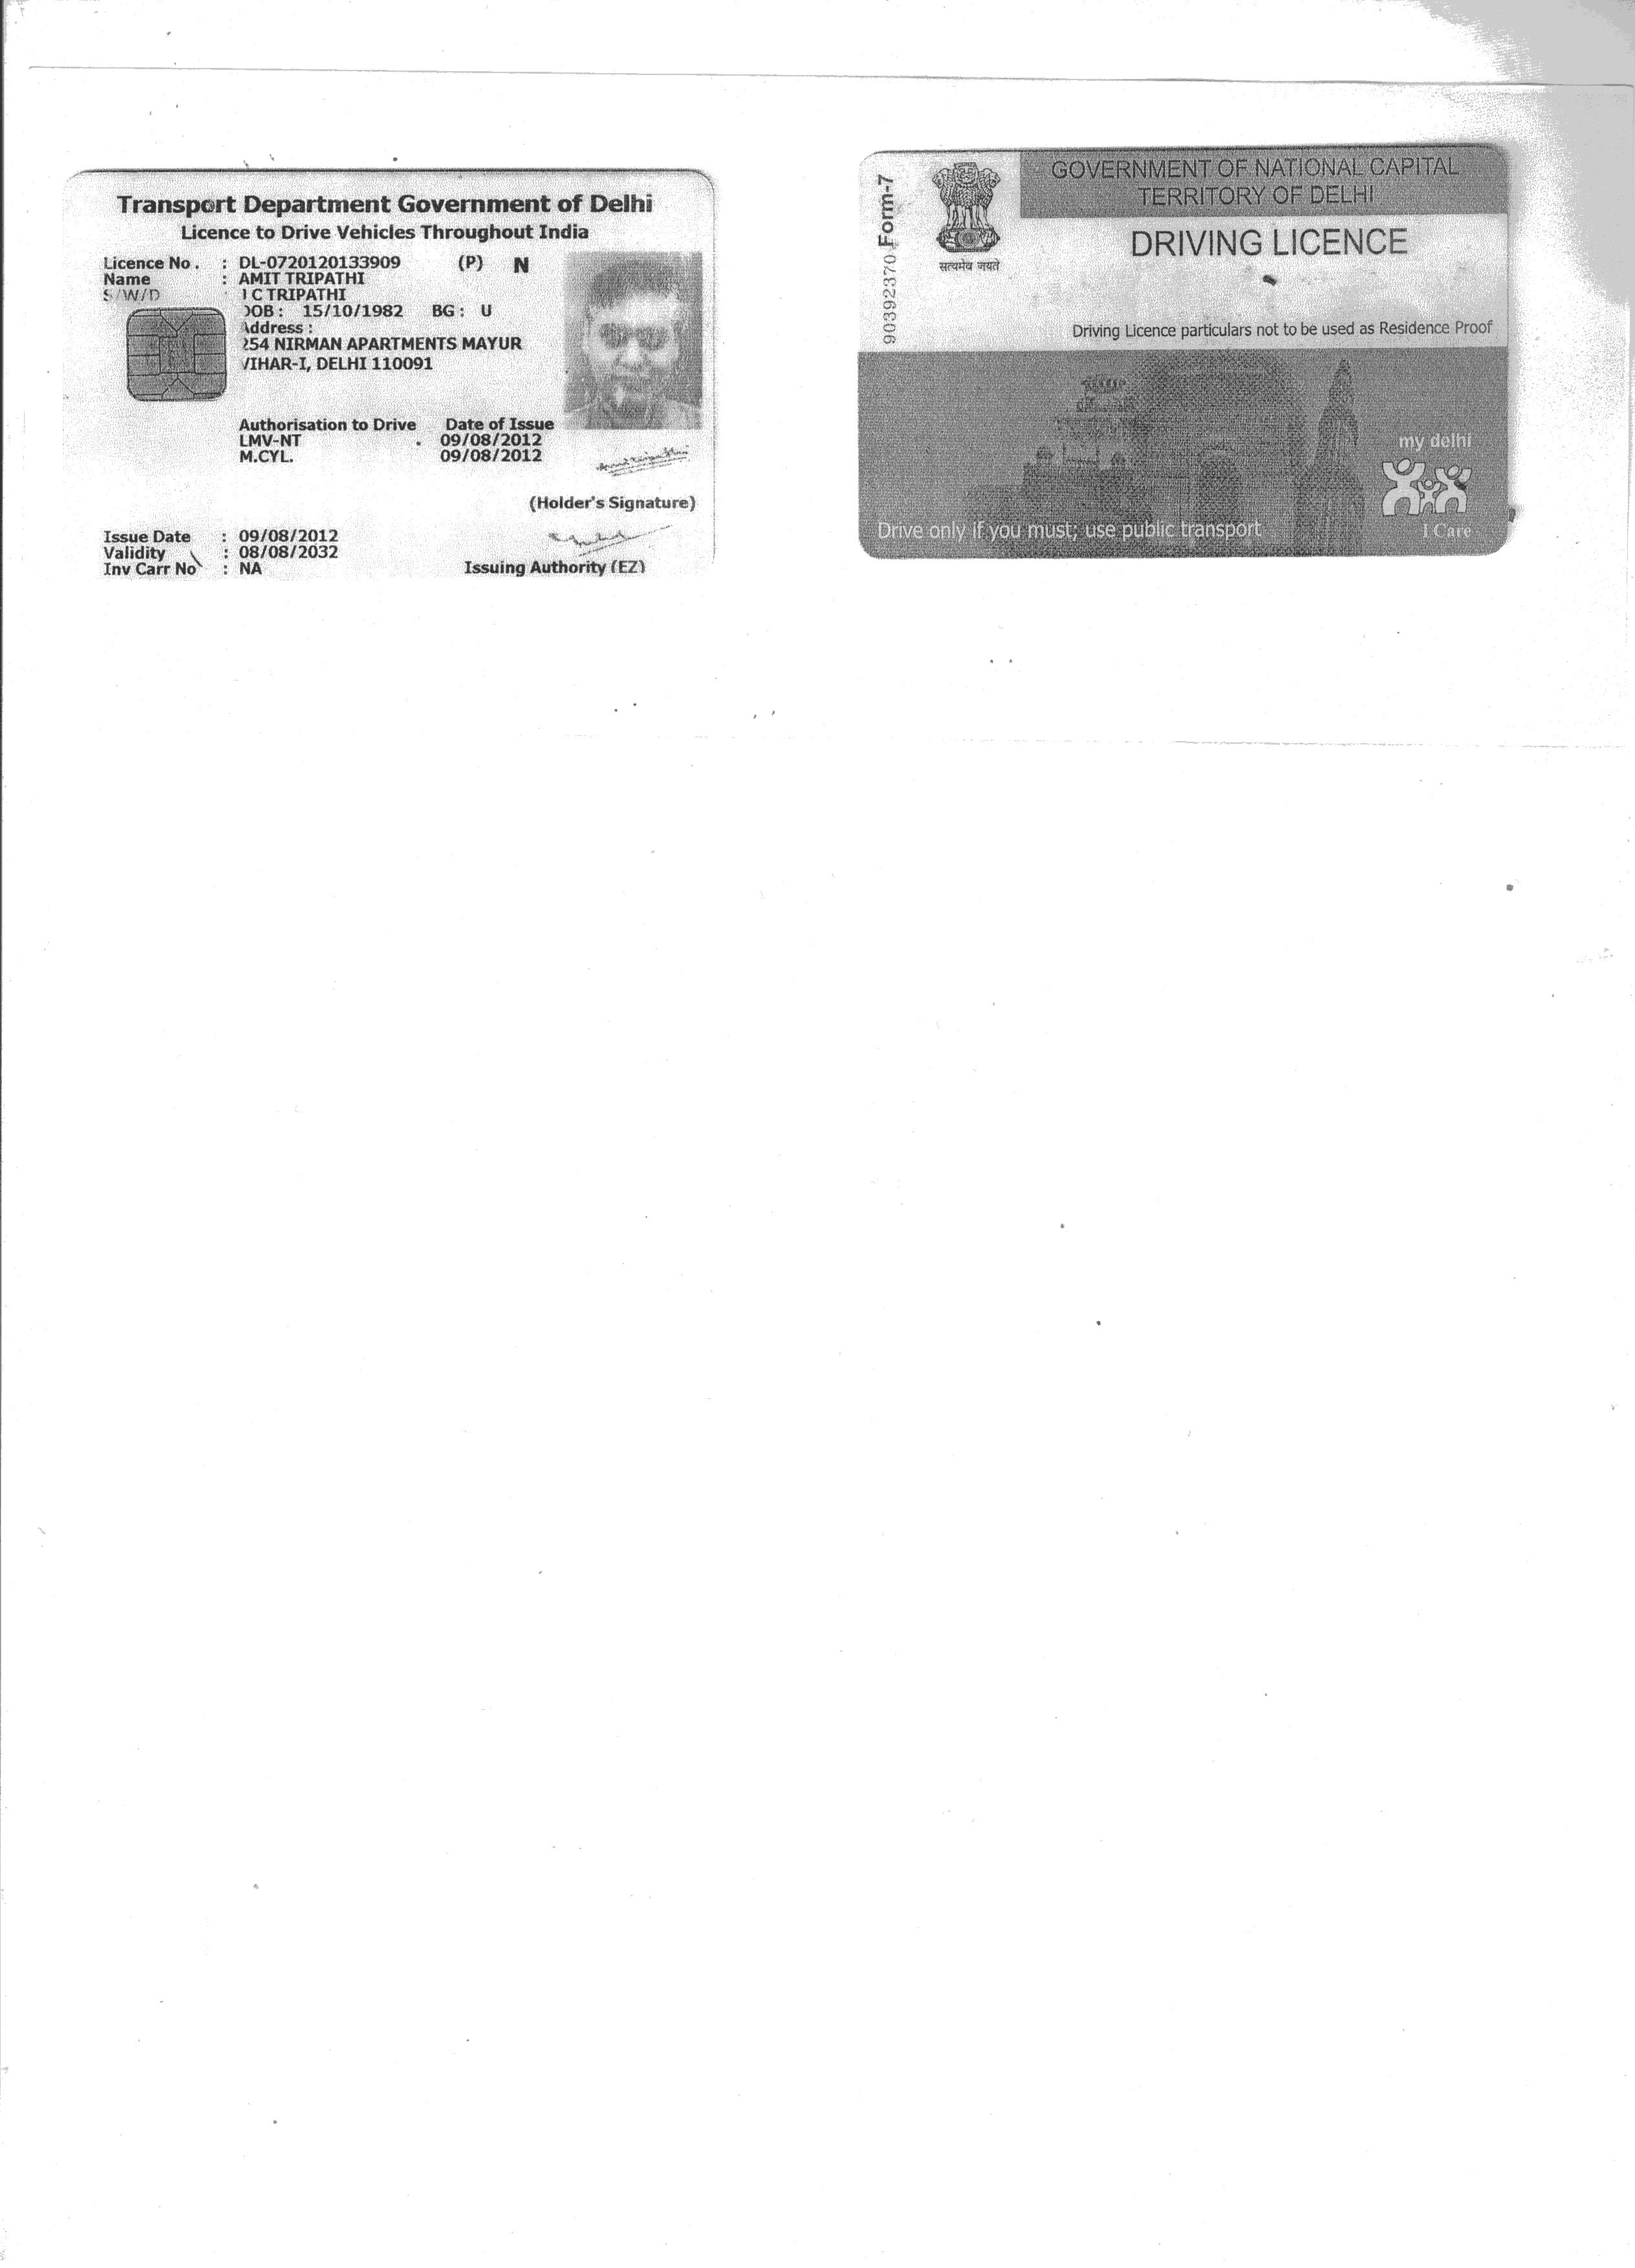 Transport Department Government of Delhi
Licence to Drive Vehicles Throughout India
Licence No. : DL-0720120133909 (P) N
Name : AMIT TRIPATHI
S/W/D : C TRIPATHI
DOB : 15/10/1982 BG : U
Address :
254 NIRMAN APARTMENTS MAYUR
VIHAR-I, DELHI 110091
Authorisation to Drive Date of Issue
LMV-NT 09/08/2012
M.CYL. 09/08/2012
(Holder's Signature)
Issue Date : 09/08/2012
Validity : 08/08/2032
Inv Carr No : NA
Issuing Authority (EZ)
90392370 Form-7
सत्यमेव जयते
GOVERNMENT OF NATIONAL CAPITAL
TERRITORY OF DELHI
DRIVING LICENCE
Driving Licence particulars not to be used as Residence Proof
my delhi
I Care
Drive only if you must; use public transport